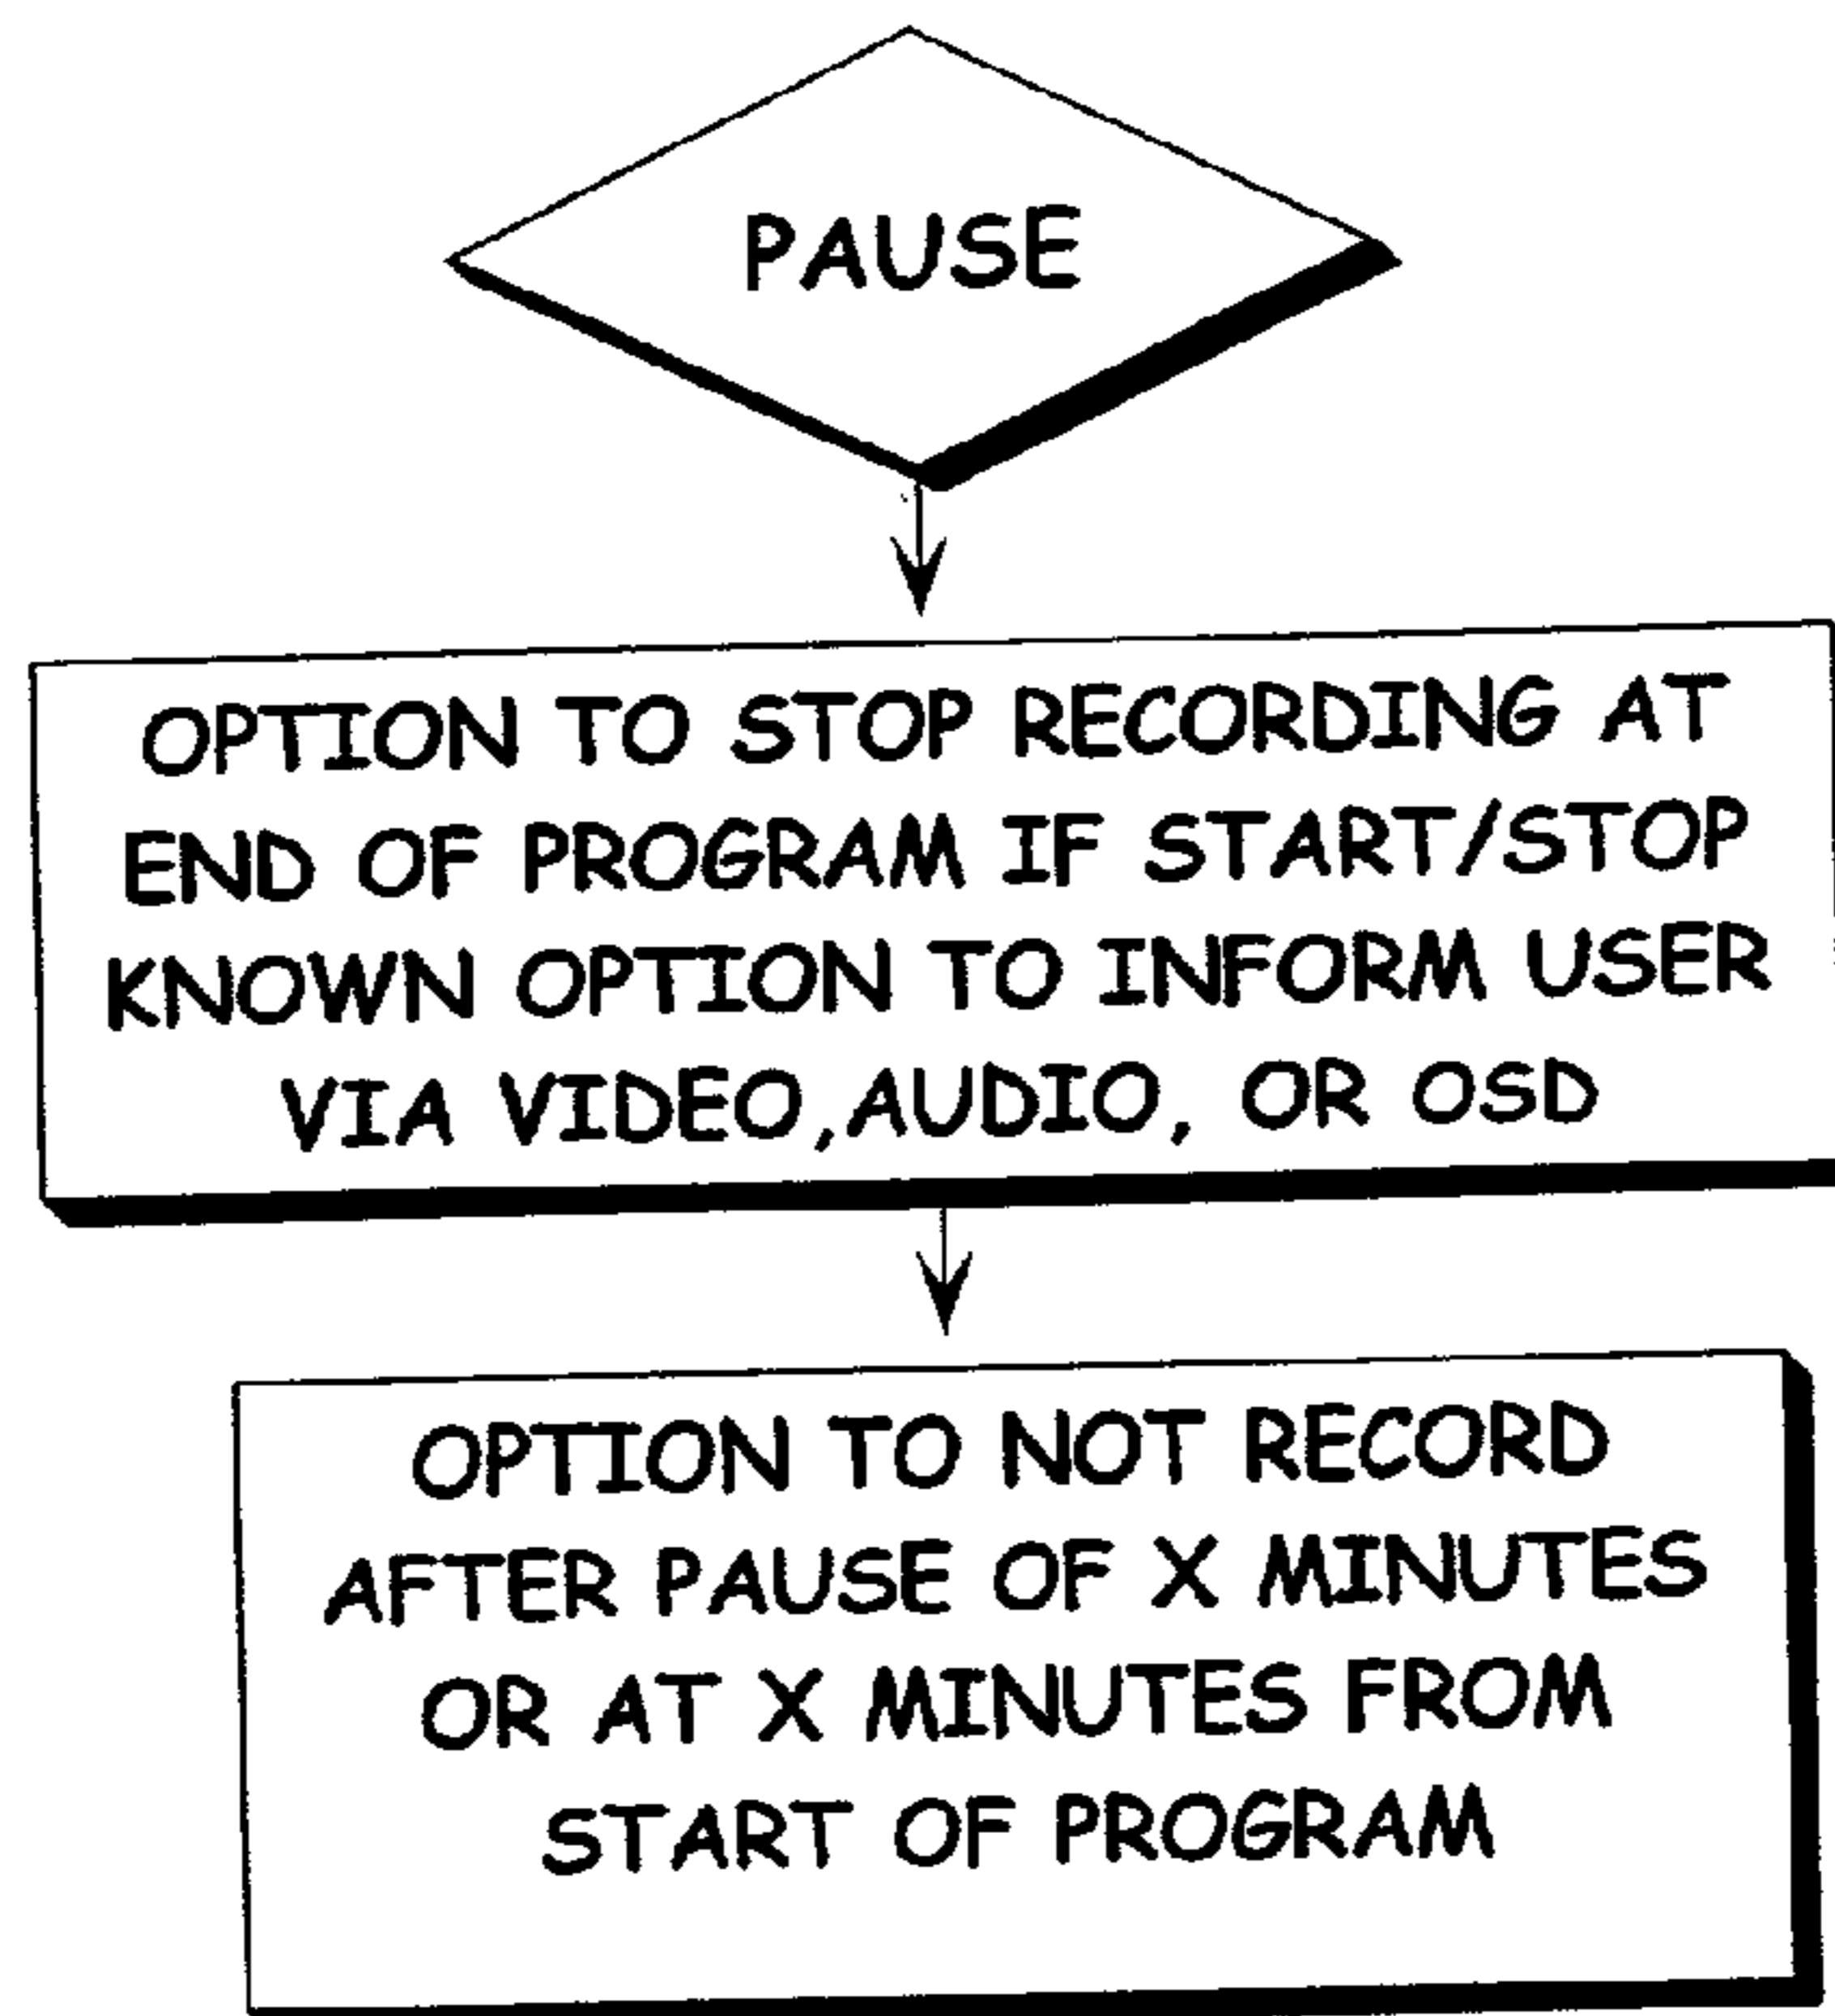 PAUSE
OPTION TO STOP RECORDING AT
END OF PROGRAM IF START/STOP
KNOWN OPTION TO INFORM USER
VIA VIDEO, AUDIO, OR OSD
OPTION TO NOT RECORD
AFTER PAUSE OF X MINUTES
OR AT X MINUTES FROM
START OF PROGRAM